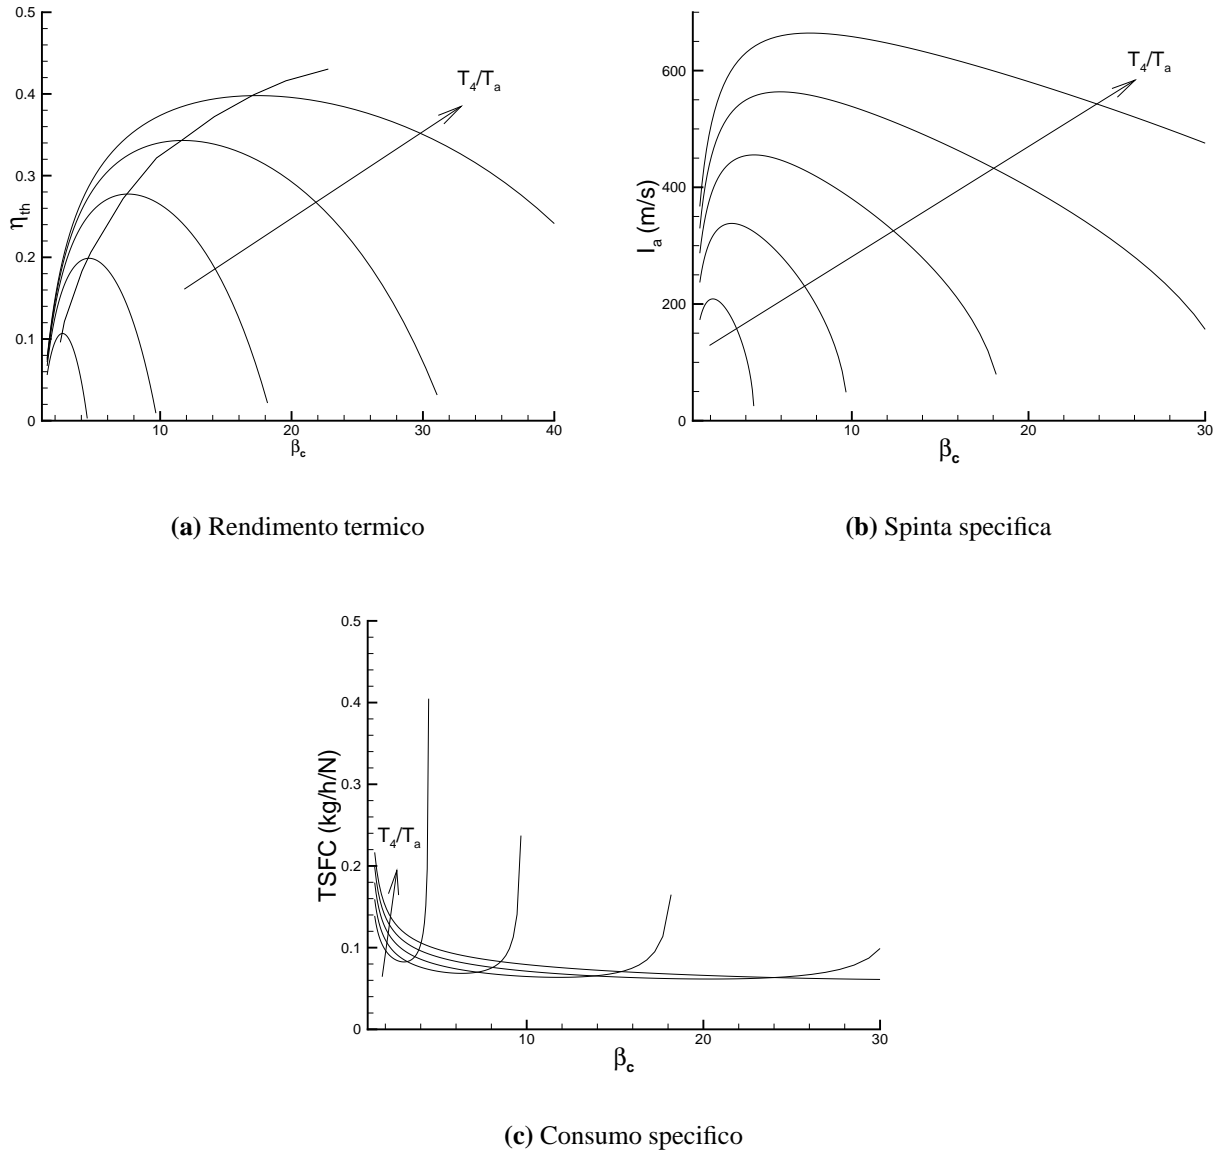 0.5
0.4
0.3
0.2
0.1
0
10
20
30
40
η_th
β_c
T_4/T_a
(a) Rendimento termico
600
400
200
0
10
20
30
I_a (m/s)
β_c
T_4/T_a
(b) Spinta specifica
0.5
0.4
0.3
0.2
0.1
0
10
20
30
TSFC (kg/h/N)
β_c
T_4/T_a
(c) Consumo specifico